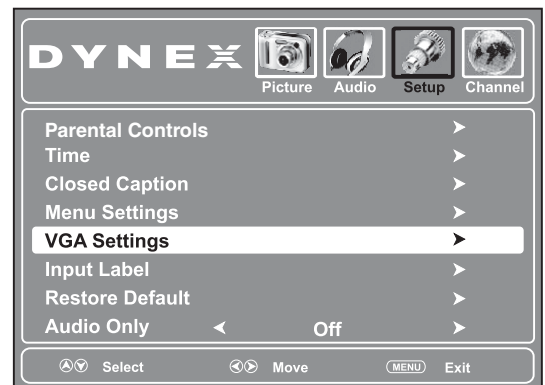 DYNEX
Picture Audio Setup Channel
Parental Controls
Time
Closed Caption
Menu Settings
VGA Settings
Input Label
Restore Default
Audio Only Off
Select Move MENU Exit